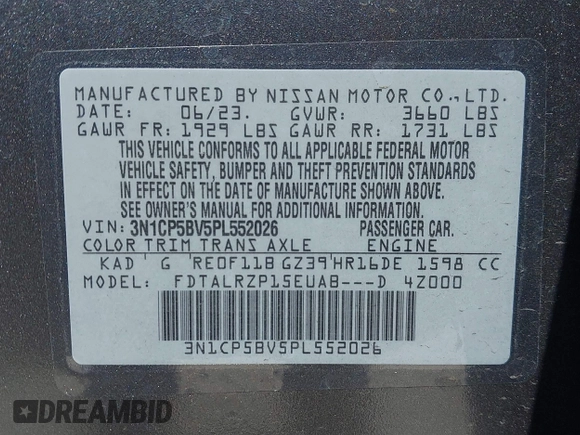 MANUFACTURED BY NISSAN MOTOR CO.,LTD.
DATE: 06/23. GVWR: 3660 LBS
GAWR FR: 1929 LBS GAWR RR: 1731 LBS
THIS VEHICLE CONFORMS TO ALL APPLICABLE FEDERAL MOTOR
VEHICLE SAFETY, BUMPER AND THEFT PREVENTION STANDARDS
IN EFFECT ON THE DATE OF MANUFACTURE SHOWN ABOVE.
SEE OWNER'S MANUAL FOR ADDITIONAL INFORMATION.
VIN: 3N1CP5BV5PL552026 PASSENGER CAR.
COLOR TRIM TRANS AXLE ENGINE
KAD G RE0F11B GZ39 HR16DE 1598 CC
MODEL: FDTALRZP15EUAB---D 4Z000
3N1CP5BV5PL552026
DREAMBID